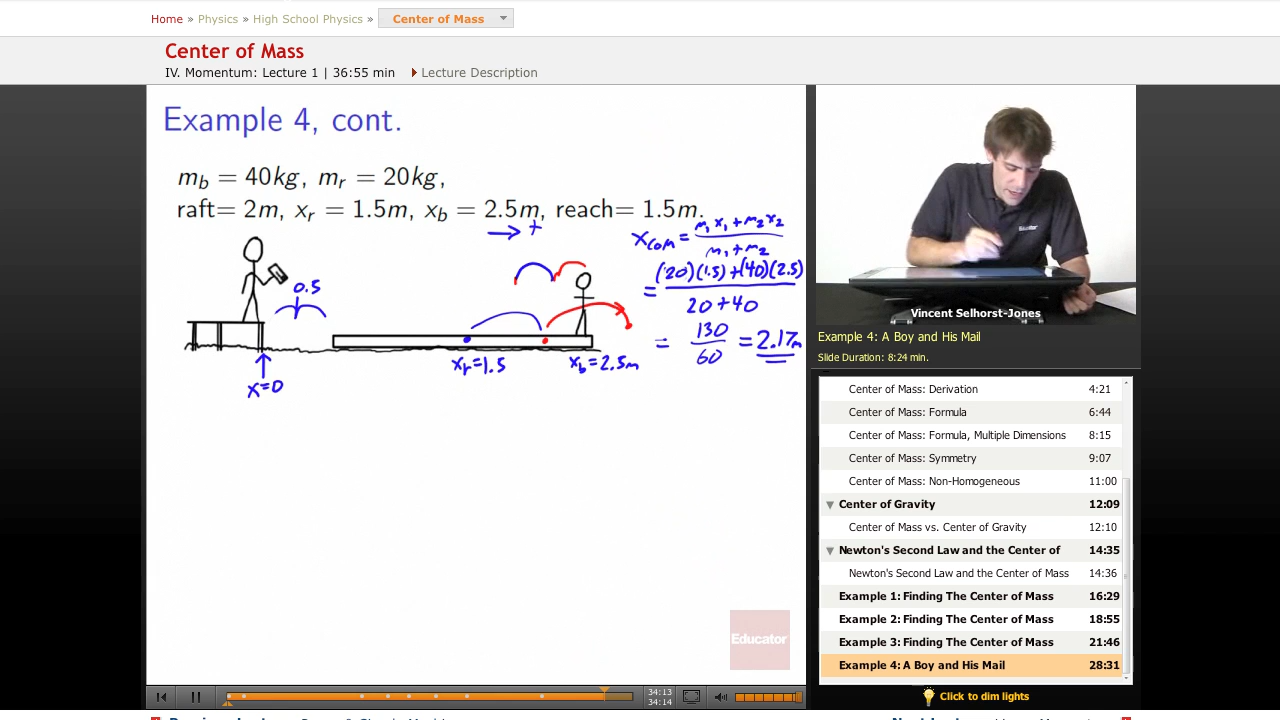 Home » Physics » High School Physics » Center of Mass
Center of Mass
IV. Momentum: Lecture 1 | 36:55 min Lecture Description
Example 4, cont.
m_b = 40kg, m_r = 20kg,
raft= 2m, x_r = 1.5m, x_b = 2.5m, reach= 1.5m.
→ +
x_COM = (m₁x₁ + m₂x₂) / (m₁ + m₂)
= ((20)(1.5) + (40)(2.5)) / (20+40)
= 130/60 = 2.17m
0.5
x=0
x_r=1.5
x_b=2.5m
Educator
Educator
Vincent Selhorst-Jones
Example 4: A Boy and His Mail
Slide Duration: 8:24 min.
Center of Mass: Derivation 4:21
Center of Mass: Formula 6:44
Center of Mass: Formula, Multiple Dimensions 8:15
Center of Mass: Symmetry 9:07
Center of Mass: Non-Homogeneous 11:00
Center of Gravity 12:09
Center of Mass vs. Center of Gravity 12:10
Newton's Second Law and the Center of 14:35
Newton's Second Law and the Center of Mass 14:36
Example 1: Finding The Center of Mass 16:29
Example 2: Finding The Center of Mass 18:55
Example 3: Finding The Center of Mass 21:46
Example 4: A Boy and His Mail 28:31
34:13
34:14
Click to dim lights